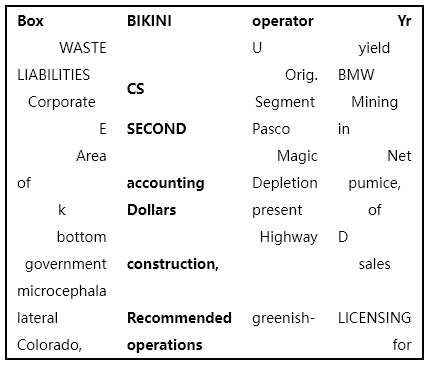 Box BIKINI operator Yr
WASTE U yield
LIABILITIES CS Orig. BMW
Corporate Segment Mining
E SECOND Pasco in
Area Magic Net
of accounting Depletion pumice,
k Dollars present of
bottom Highway D
government construction, sales
microcephala
lateral Recommended greenish- LICENSING
Colorado, operations for